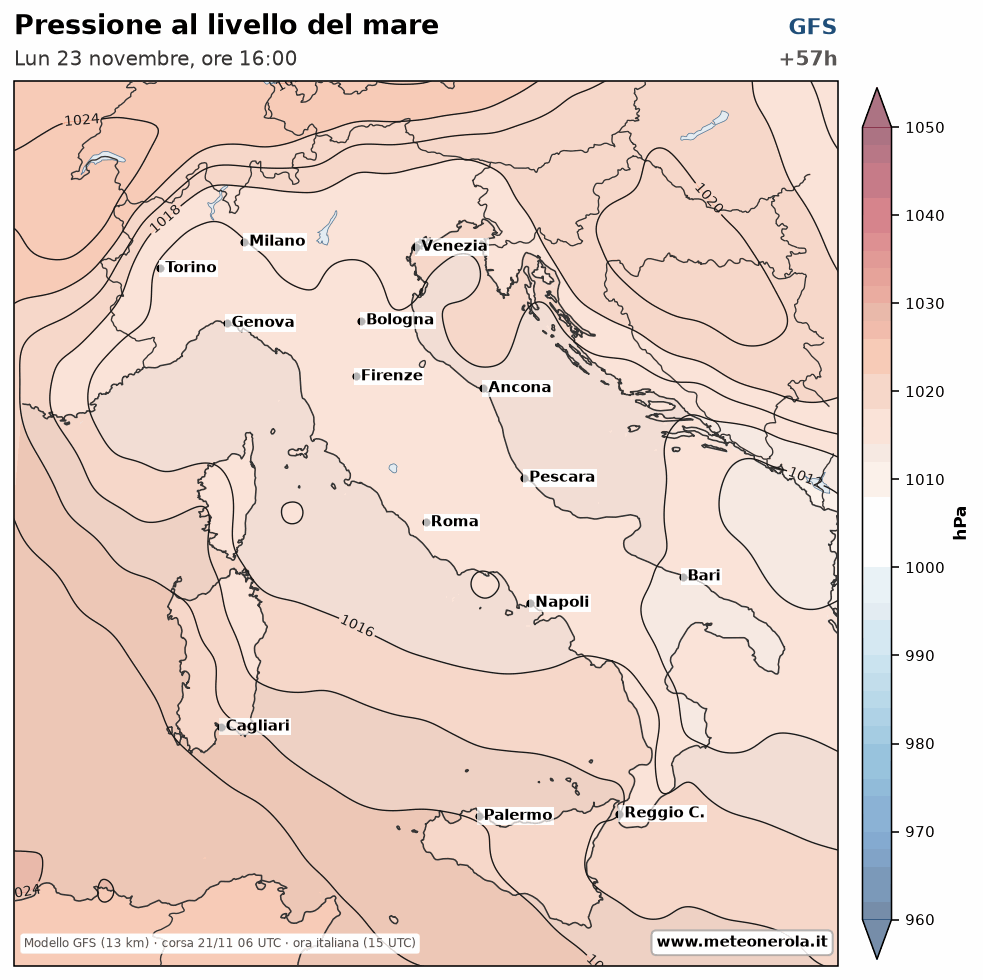 Pressione al livello del mare
GFS
Lun 23 novembre, ore 16:00
+57h
1024
1018
1020
Milano
Venezia
Torino
Genova
Bologna
Firenze
Ancona
Pescara
1012
Roma
Bari
Napoli
1016
Cagliari
Palermo
Reggio C.
024
10
Modello GFS (13 km) · corsa 21/11 06 UTC · ora italiana (15 UTC)
www.meteonerola.it
1050
1040
1030
1020
1010
1000
990
980
970
960
hPa